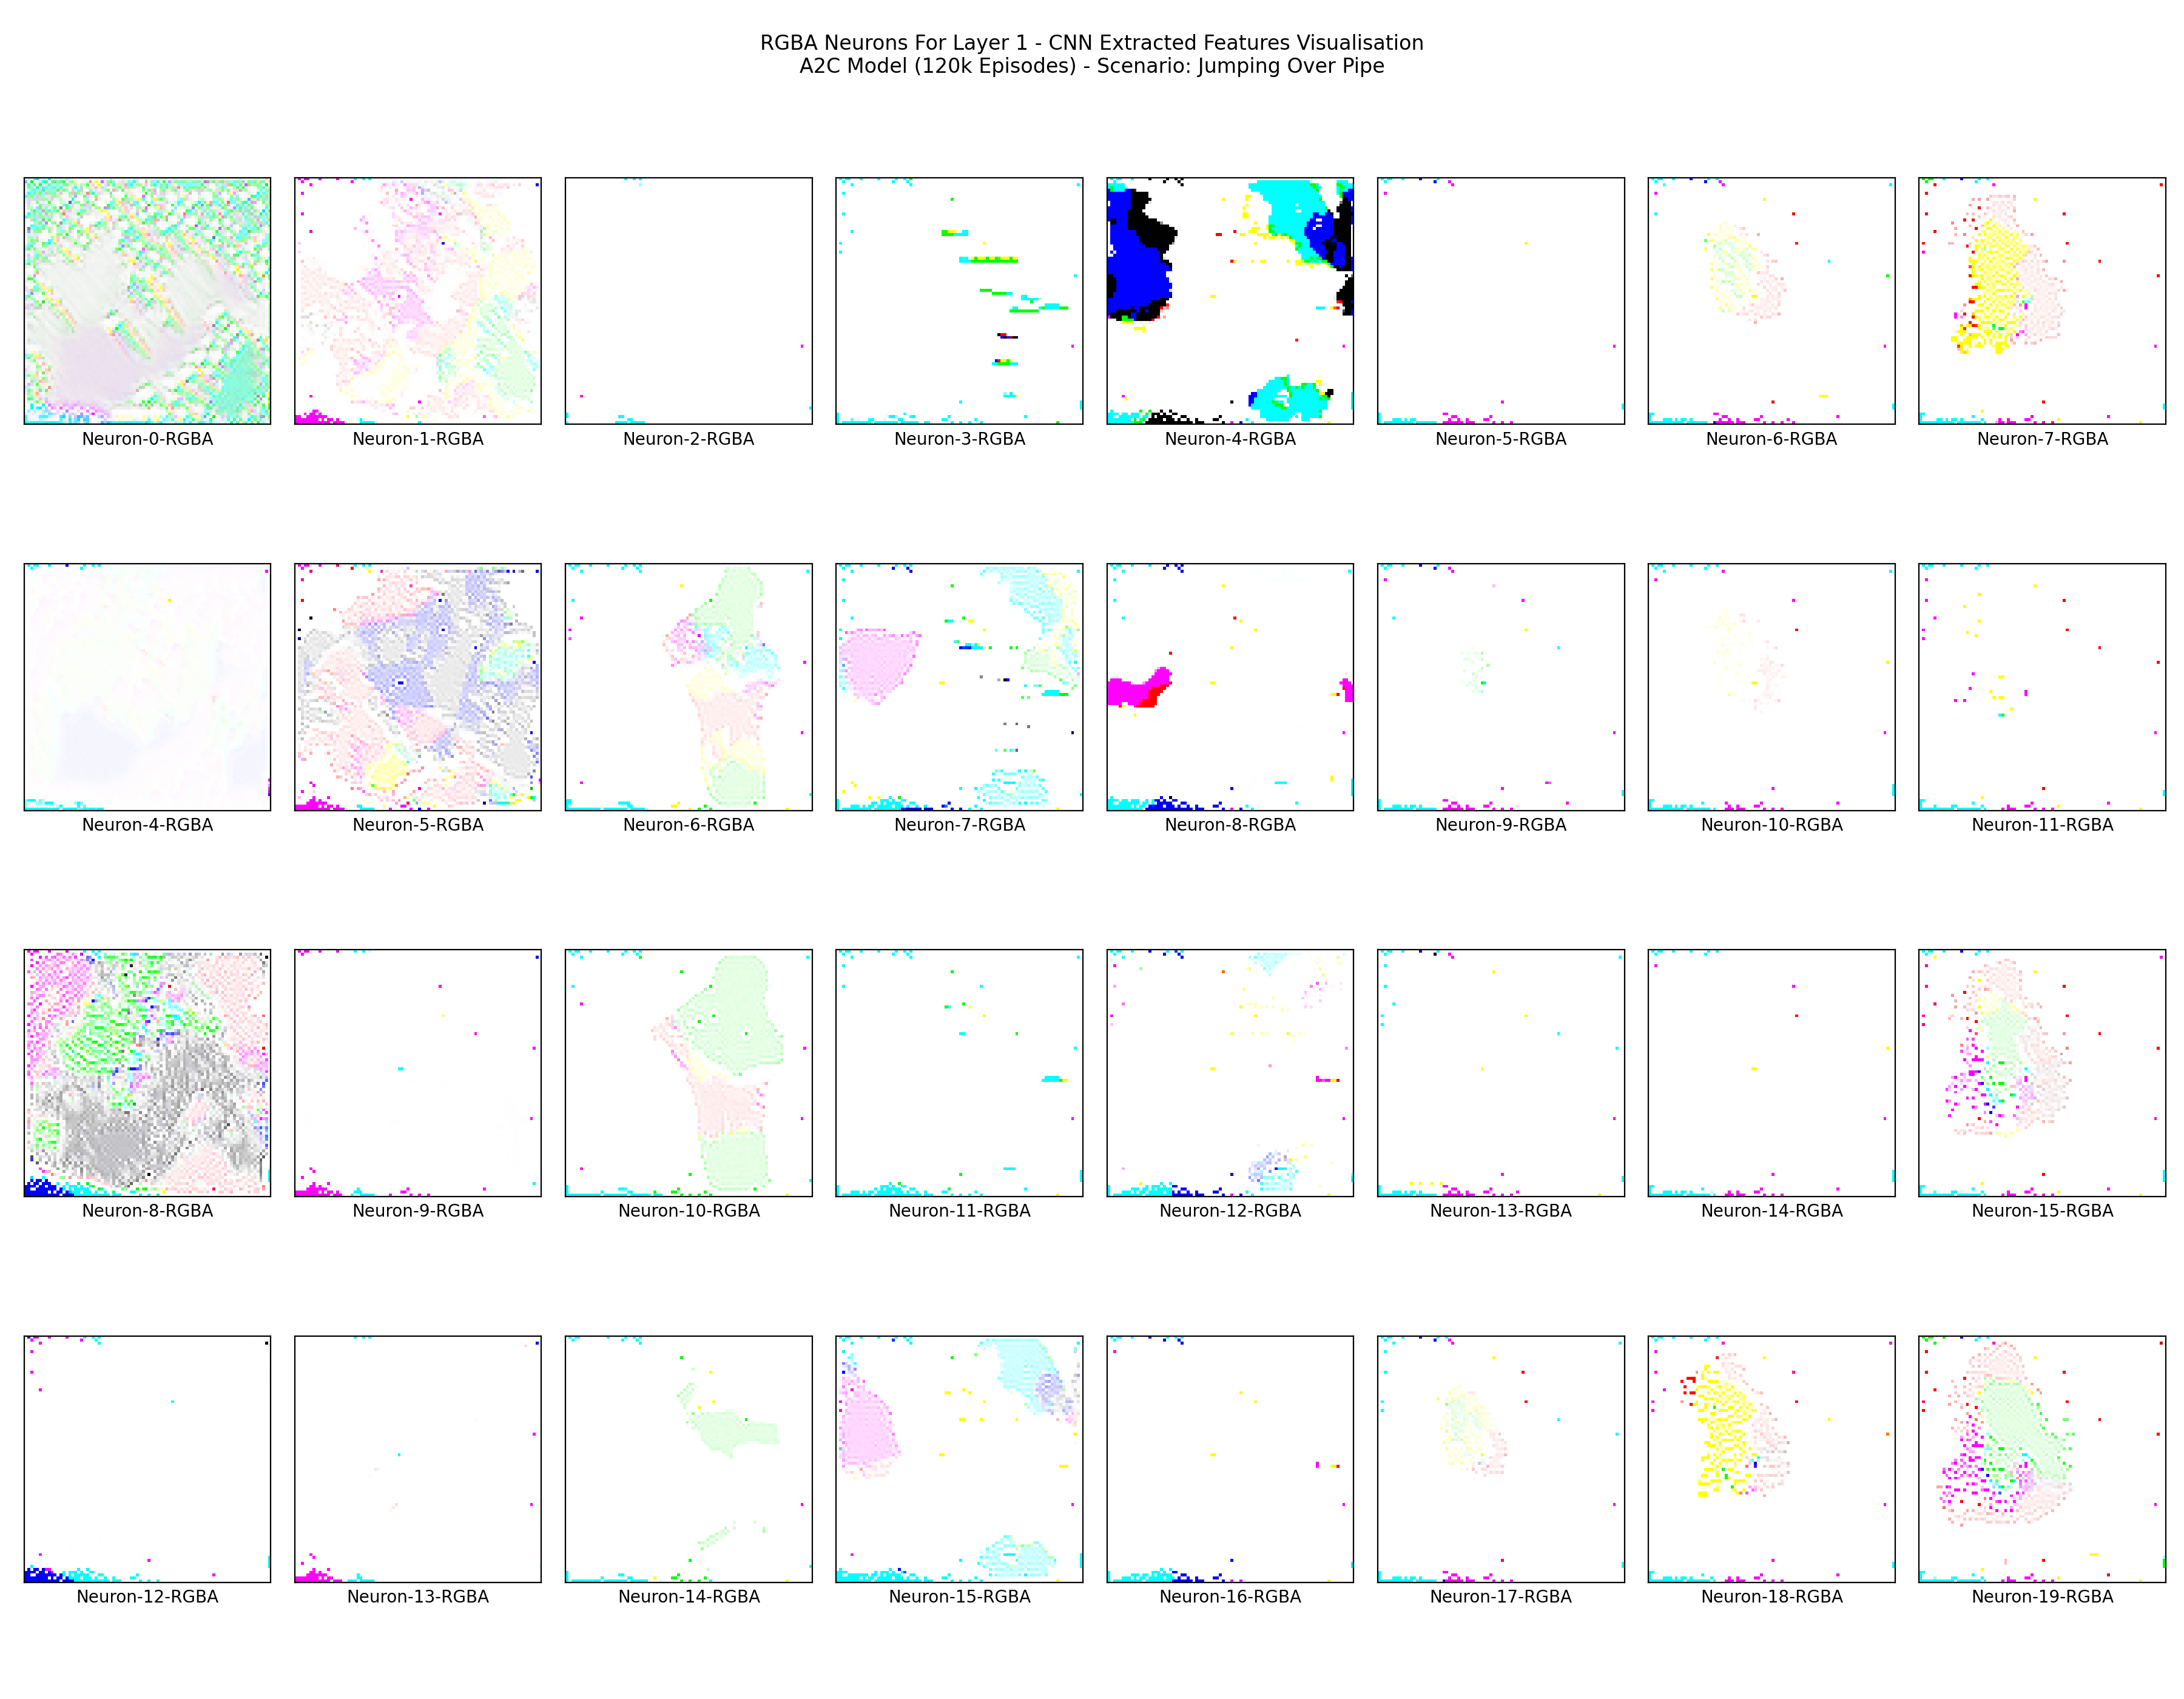 RGBA Neurons For Layer 1 - CNN Extracted Features Visualisation
A2C Model (120k Episodes) - Scenario: Jumping Over Pipe
Neuron-0-RGBA
Neuron-1-RGBA
Neuron-2-RGBA
Neuron-3-RGBA
Neuron-4-RGBA
Neuron-5-RGBA
Neuron-6-RGBA
Neuron-7-RGBA
Neuron-4-RGBA
Neuron-5-RGBA
Neuron-6-RGBA
Neuron-7-RGBA
Neuron-8-RGBA
Neuron-9-RGBA
Neuron-10-RGBA
Neuron-11-RGBA
Neuron-8-RGBA
Neuron-9-RGBA
Neuron-10-RGBA
Neuron-11-RGBA
Neuron-12-RGBA
Neuron-13-RGBA
Neuron-14-RGBA
Neuron-15-RGBA
Neuron-12-RGBA
Neuron-13-RGBA
Neuron-14-RGBA
Neuron-15-RGBA
Neuron-16-RGBA
Neuron-17-RGBA
Neuron-18-RGBA
Neuron-19-RGBA